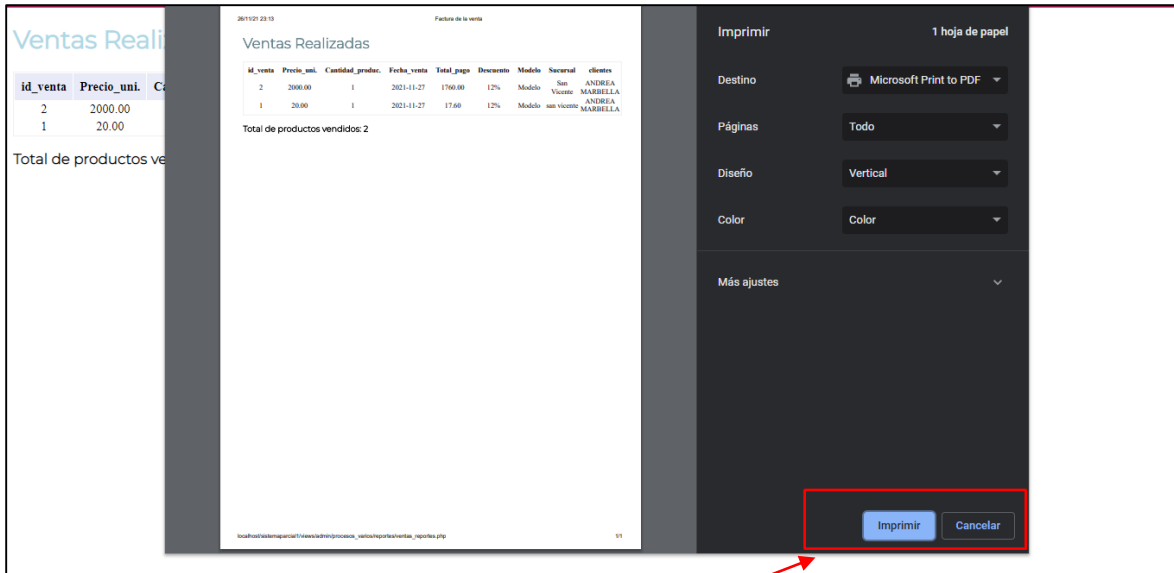 Ventas Reali
id_venta Precio_uni. Ca
2 2000.00
1 20.00
Total de productos ve
26/11/21 23:13 Factura de la venta
Ventas Realizadas
id_venta Precio_uni. Cantidad_produc. Fecha_venta Total_pago Descuento Modelo Sucursal clientes
2 2000.00 1 2021-11-27 1760.00 12% Modelo San Vicente ANDREA MARBELLA
1 20.00 1 2021-11-27 17.60 12% Modelo san vicente ANDREA MARBELLA
Total de productos vendidos: 2
localhost/sistemaparcial1/views/admin/procesos_varios/reportes/ventas_reportes.php 1/1
Imprimir 1 hoja de papel
Destino Microsoft Print to PDF
Páginas Todo
Diseño Vertical
Color Color
Más ajustes
Imprimir Cancelar